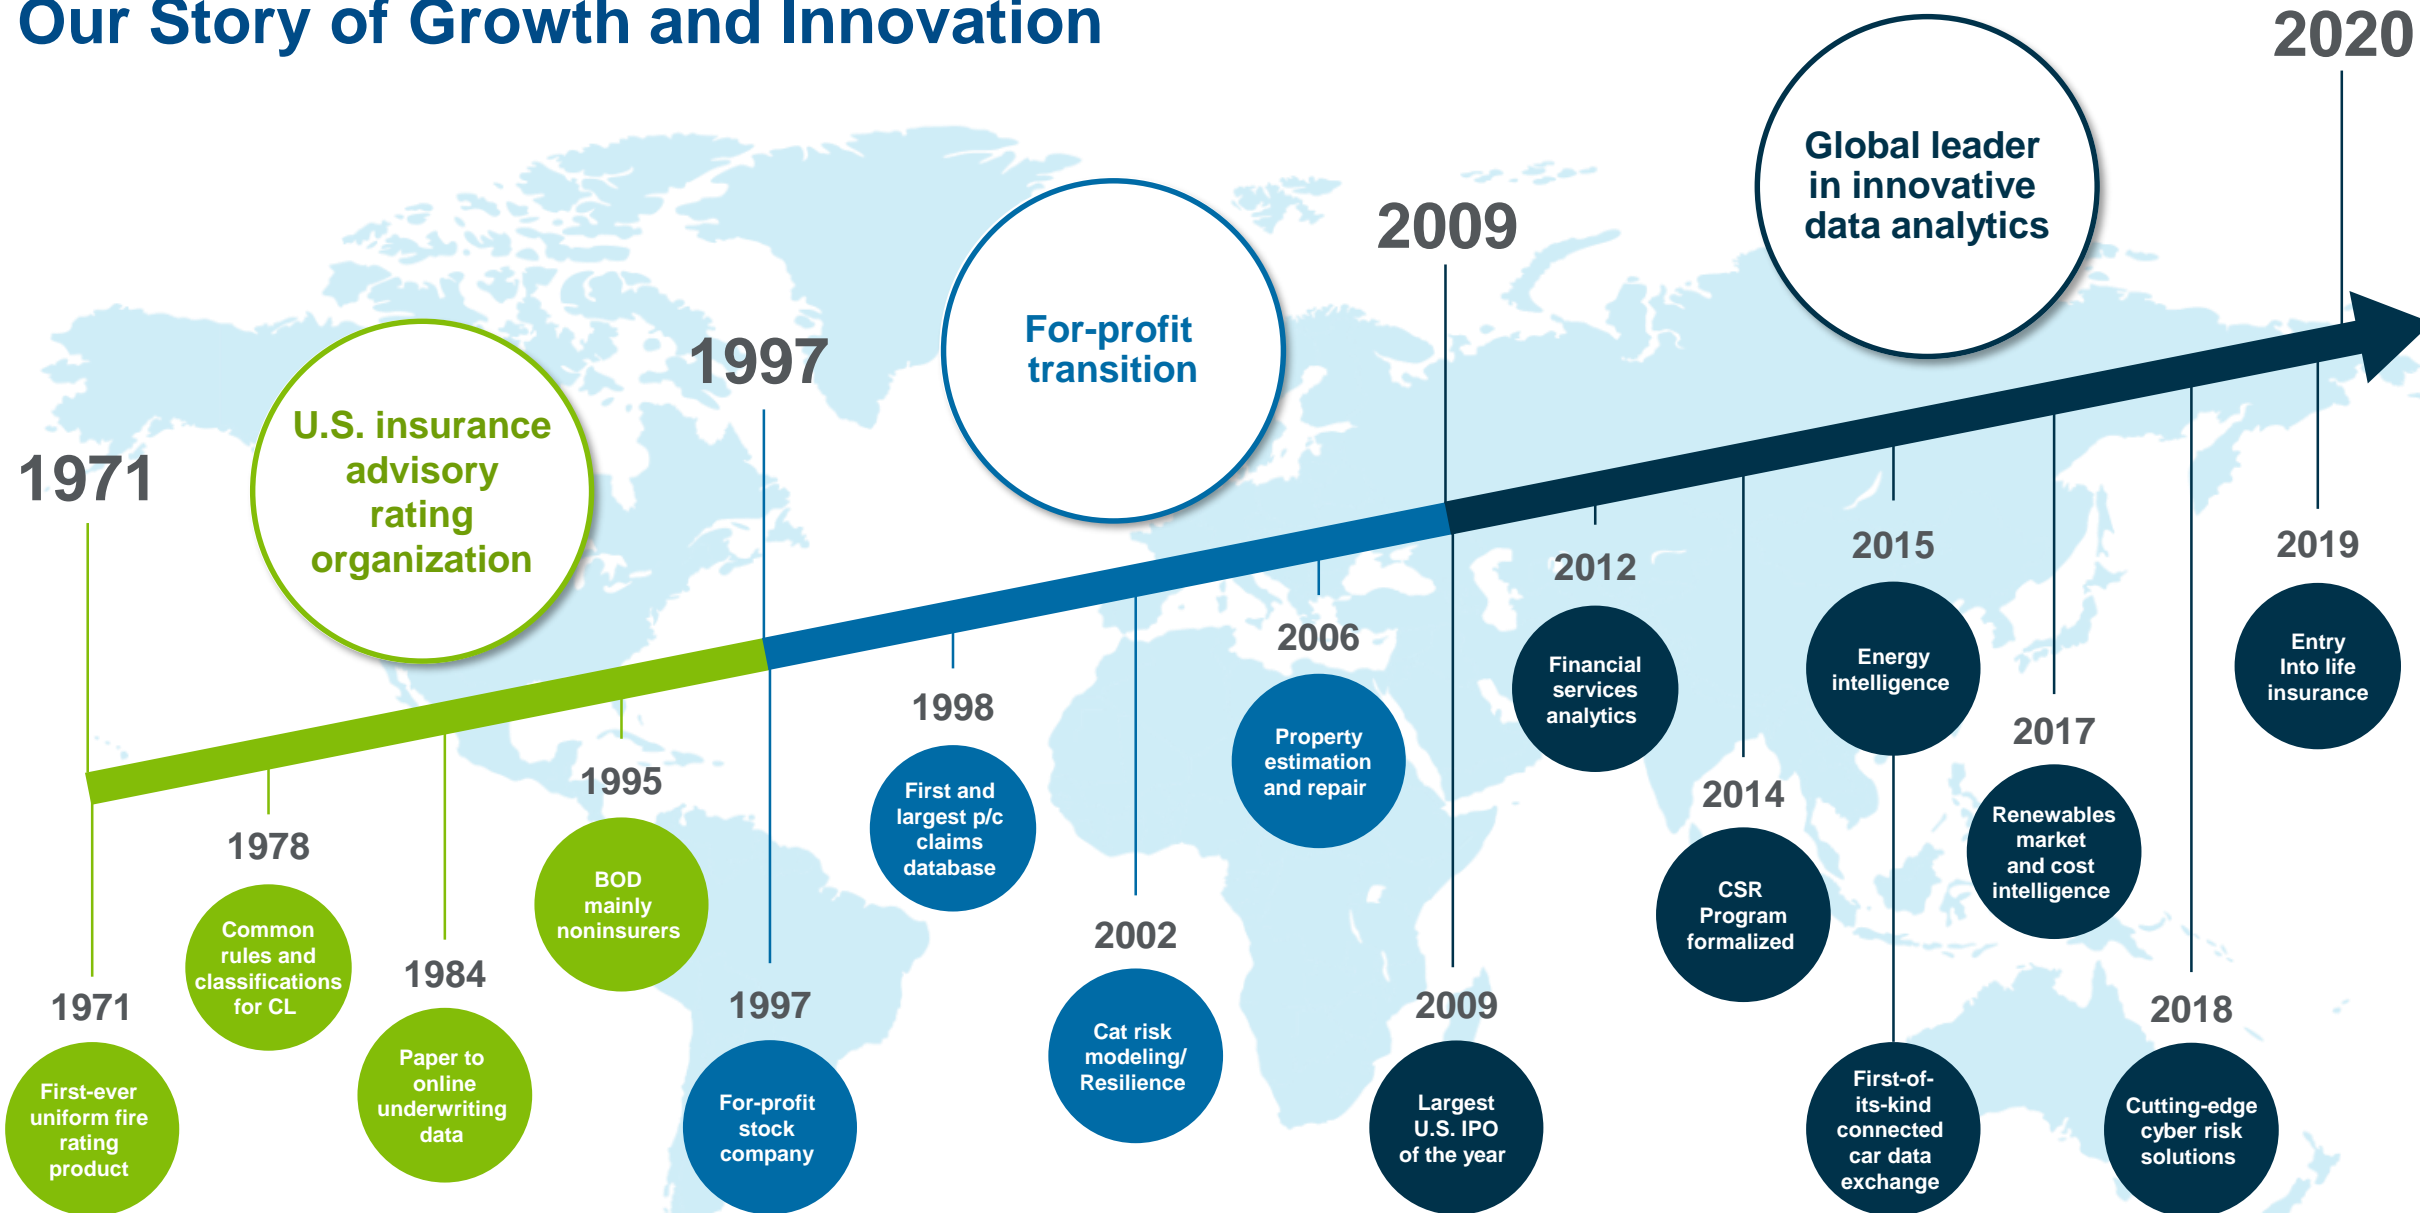 Our Story of Growth and Innovation
2020
Global leader
in innovative
data analytics
2009
For-profit
transition
1997
U.S. insurance
advisory
rating
organization
1971
1971
First-ever
uniform fire
rating
product
1978
Common
rules and
classifications
for CL
1984
Paper to
online
underwriting
data
1995
BOD
mainly
noninsurers
1997
For-profit
stock
company
1998
First and
largest p/c
claims
database
2002
Cat risk
modeling/
Resilience
2006
Property
estimation
and repair
2009
Largest
U.S. IPO
of the year
2012
Financial
services
analytics
2014
CSR
Program
formalized
2015
Energy
intelligence
First-of-
its-kind
connected
car data
exchange
2017
Renewables
market
and cost
intelligence
2018
Cutting-edge
cyber risk
solutions
2019
Entry
Into life
insurance